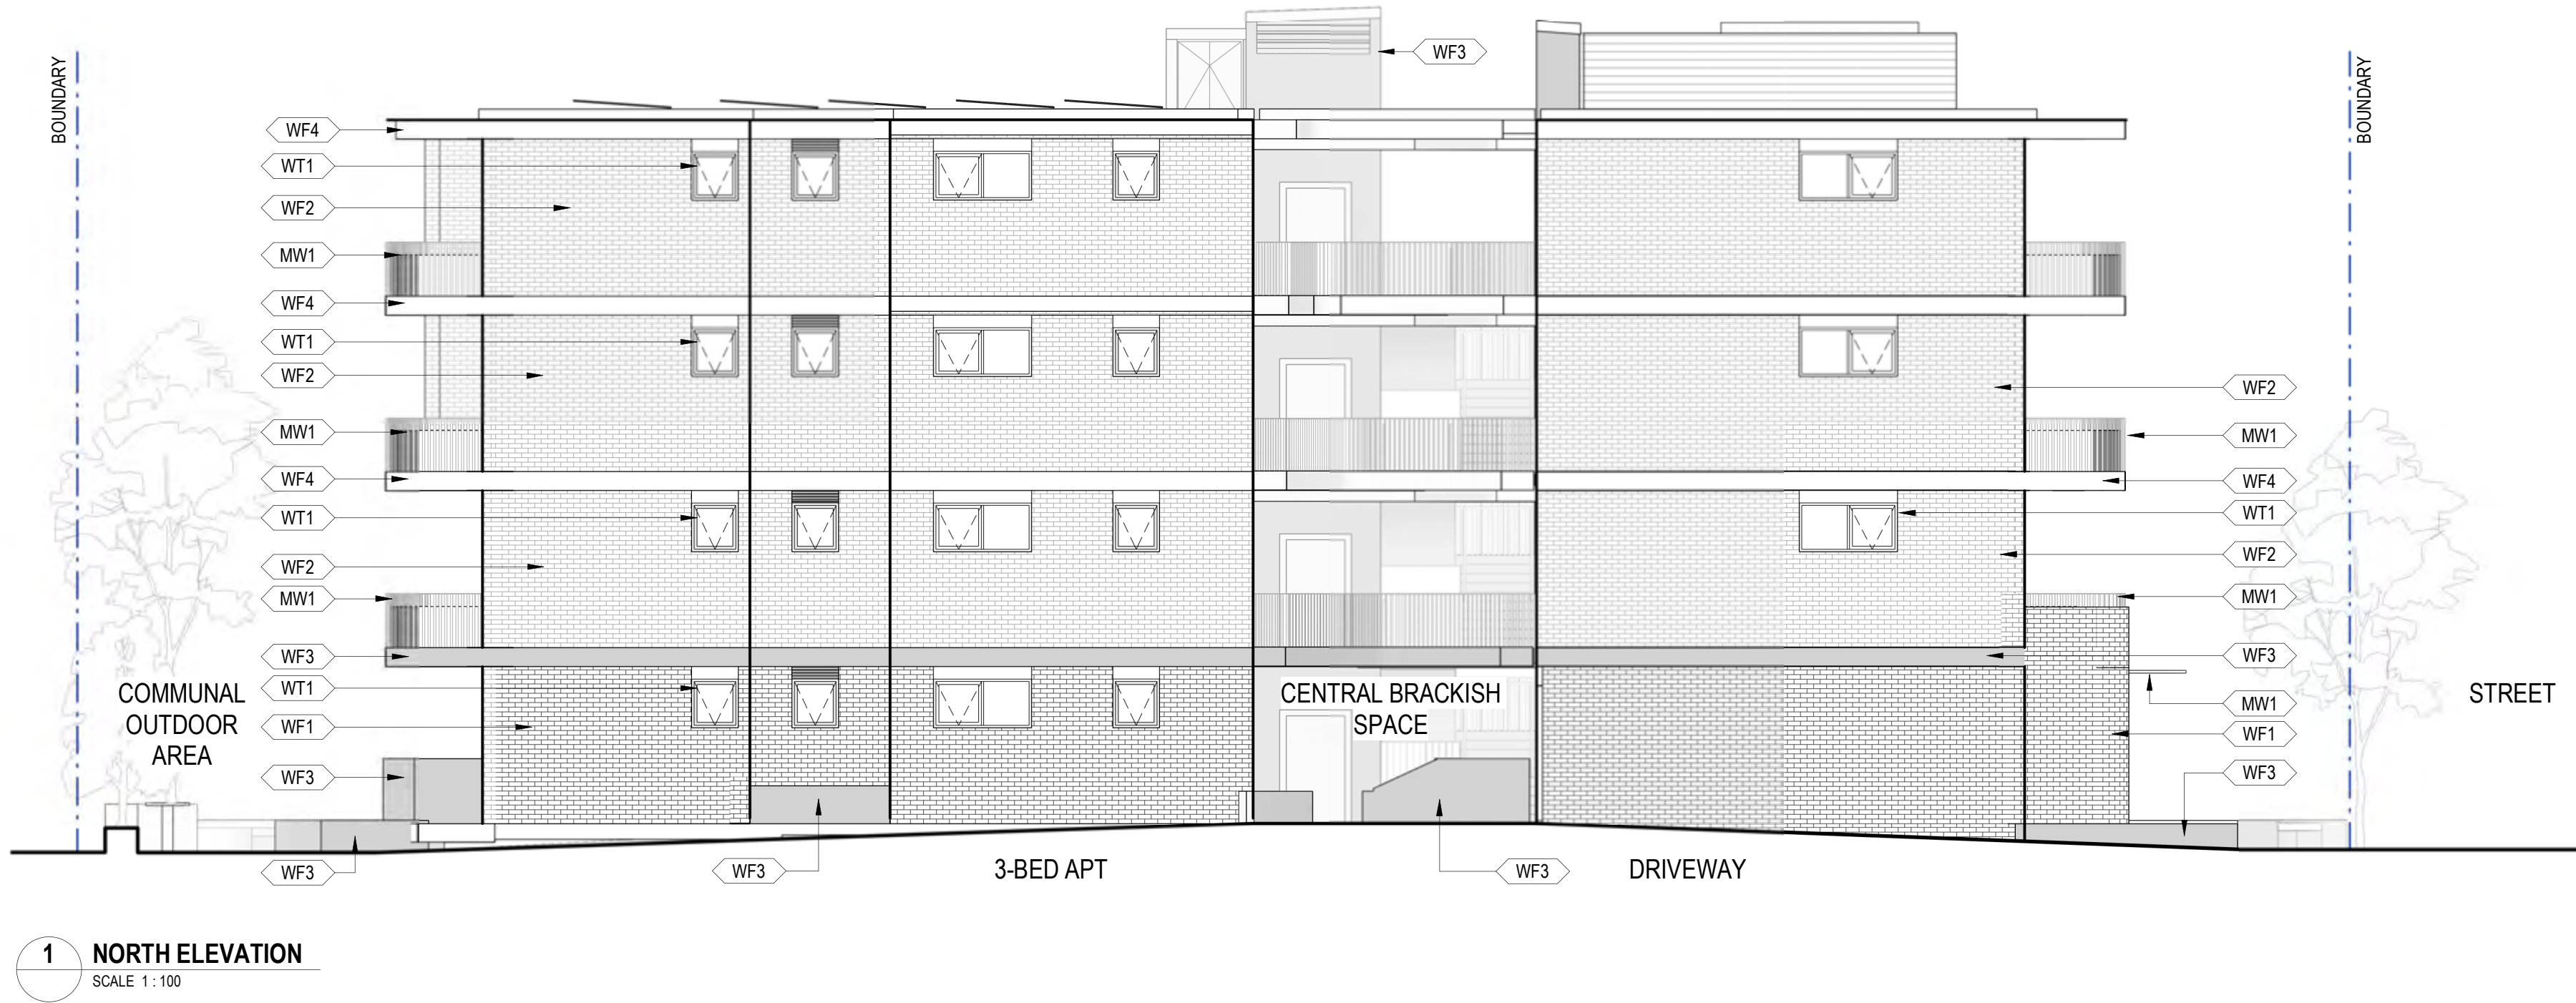 BOUNDARY
WF3
BOUNDARY
WF4
WT1
WF2
MW1
WF4
WT1
WF2
MW1
WF4
WT1
WF2
MW1
WF3
WT1
WF1
WF3
WF3
COMMUNAL
OUTDOOR
AREA
WF3
3-BED APT
CENTRAL BRACKISH
SPACE
WF3
DRIVEWAY
WF2
MW1
WF4
WT1
WF2
MW1
WF3
MW1
WF1
WF3
STREET
1
NORTH ELEVATION
SCALE 1 : 100